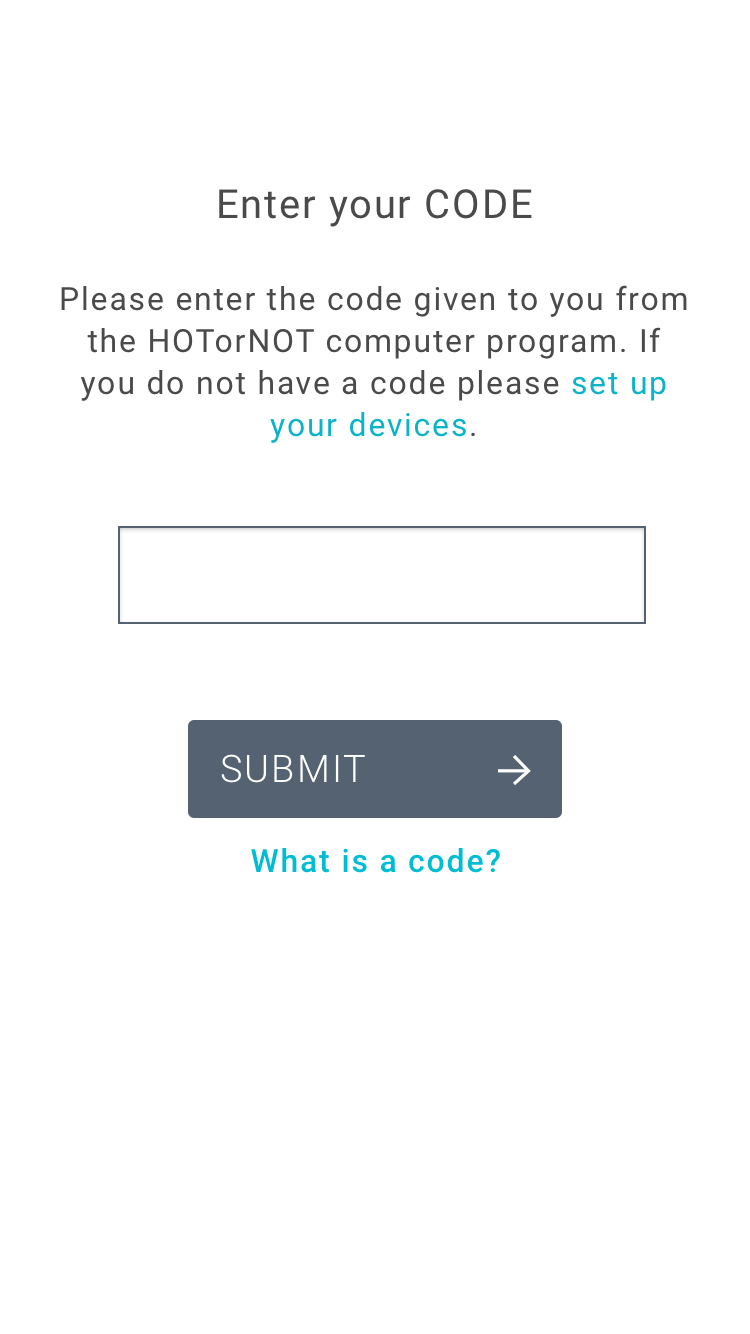 Enter your CODE
Please enter the code given to you from
the HOTorNOT computer program. If
you do not have a code please set up
your devices.
SUBMIT
What is a code?